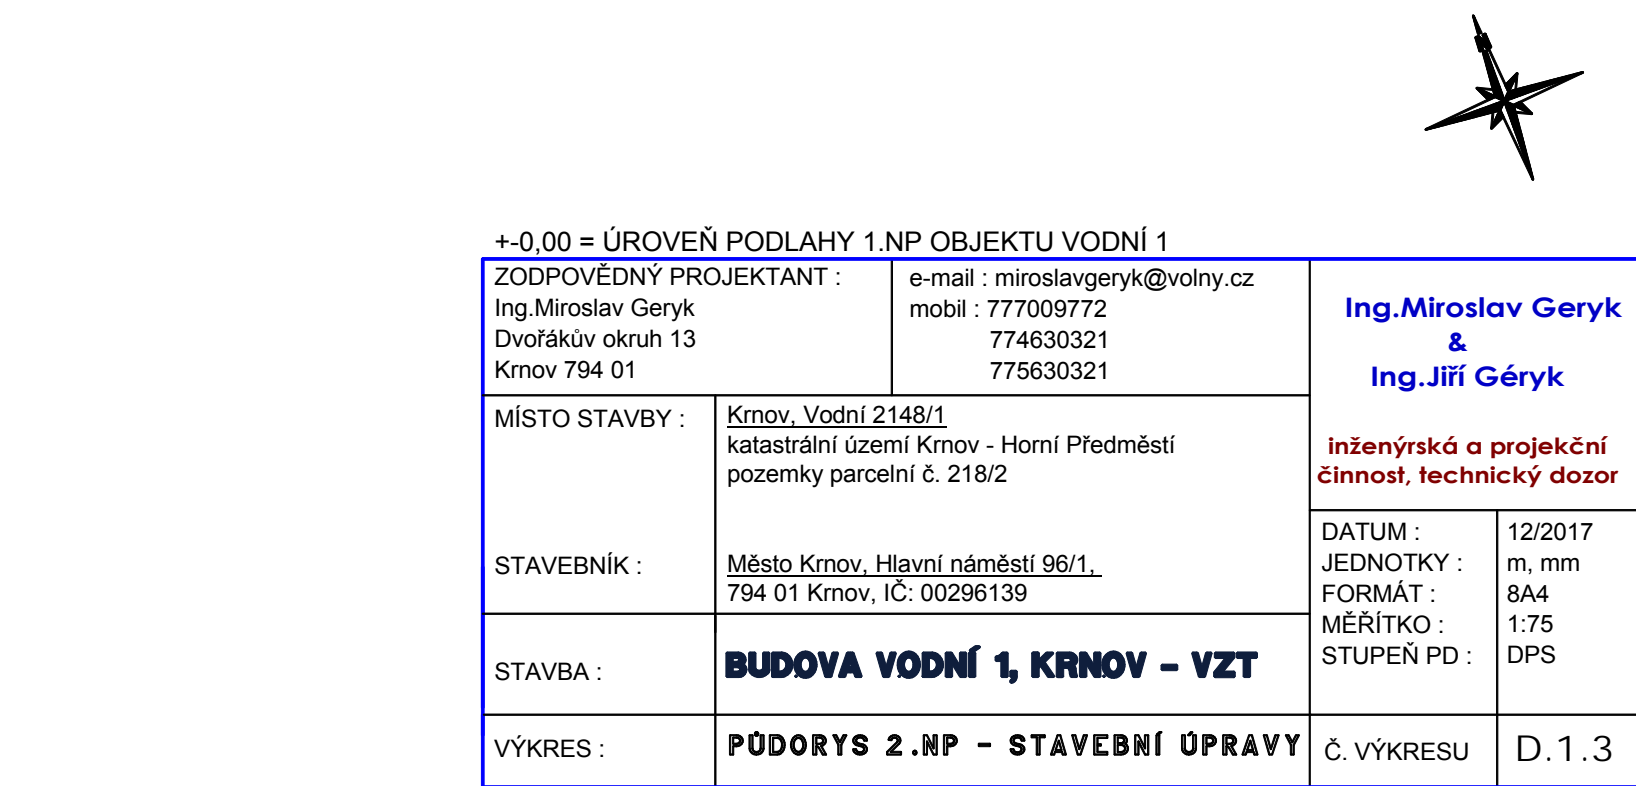 +-0,00 = ÚROVEŇ PODLAHY 1.NP OBJEKTU VODNÍ 1
ZODPOVĚDNÝ PROJEKTANT :
Ing.Miroslav Geryk
Dvořákův okruh 13
Krnov 794 01
e-mail : miroslavgeryk@volny.cz
mobil : 777009772
774630321
775630321
Ing.Miroslav Geryk
&
Ing.Jiří Géryk
inženýrská a projekční
činnost, technický dozor
MÍSTO STAVBY :
Krnov, Vodní 2148/1
katastrální území Krnov - Horní Předměstí
pozemky parcelní č. 218/2
STAVEBNÍK :
Město Krnov, Hlavní náměstí 96/1,
794 01 Krnov, IČ: 00296139
DATUM : 12/2017
JEDNOTKY : m, mm
FORMÁT : 8A4
MĚŘÍTKO : 1:75
STUPEŇ PD : DPS
STAVBA :
BUDOVA VODNÍ 1, KRNOV - VZT
VÝKRES :
PŮDORYS 2.NP - STAVEBNÍ ÚPRAVY
Č. VÝKRESU D.1.3